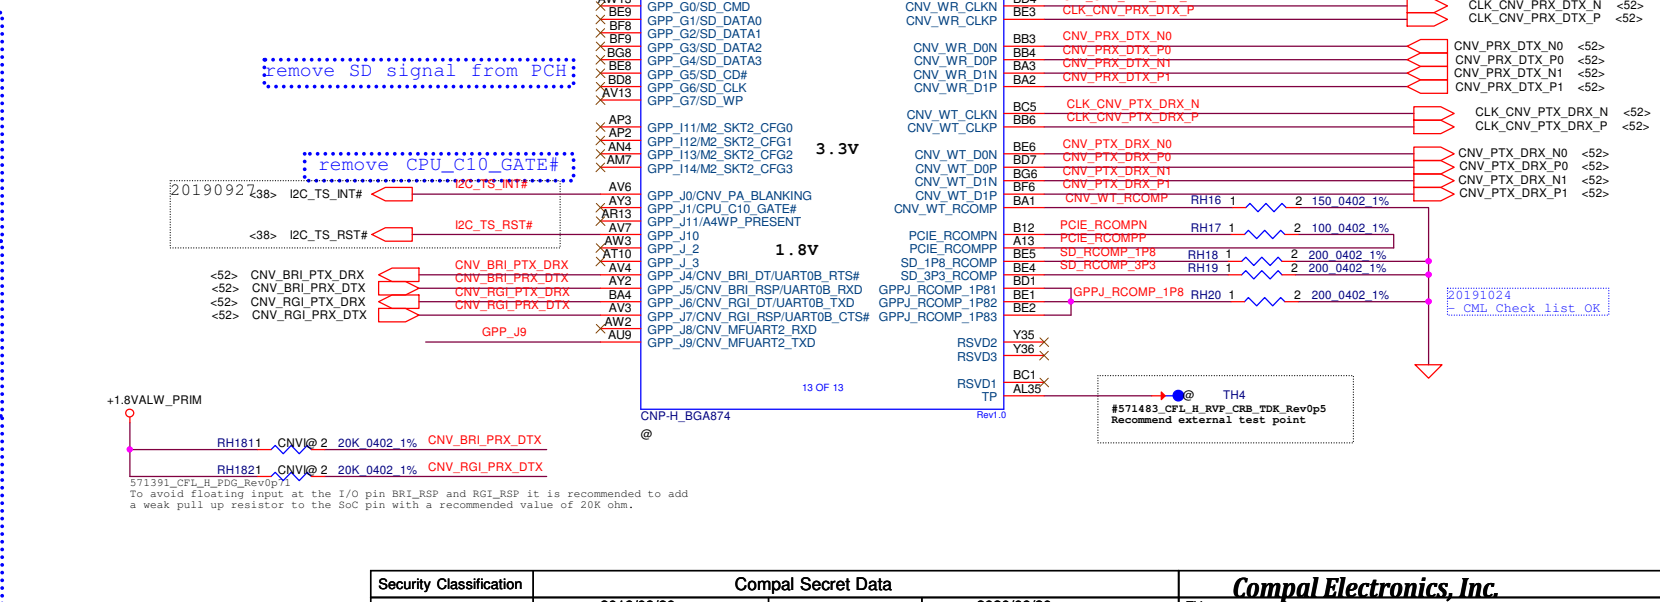 GPP_G0/SD_CMD CNV_WR_CLKN CLK_CNV_PRX_DTX_N <52>
BE9 GPP_G1/SD_DATA0 CNV_WR_CLKP BE3 CLK_CNV_PRX_DTX_P CLK_CNV_PRX_DTX_P <52>
BF8 GPP_G2/SD_DATA1
BF9 GPP_G3/SD_DATA2 CNV_WR_D0N BB3 CNV_PRX_DTX_N0 CNV_PRX_DTX_N0 <52>
BG8 GPP_G4/SD_DATA3 CNV_WR_D0P BB4 CNV_PRX_DTX_P0 CNV_PRX_DTX_P0 <52>
remove SD signal from PCH
BE8 GPP_G5/SD_CD# CNV_WR_D1N BA3 CNV_PRX_DTX_N1 CNV_PRX_DTX_N1 <52>
BD8 GPP_G6/SD_CLK CNV_WR_D1P BA2 CNV_PRX_DTX_P1 CNV_PRX_DTX_P1 <52>
AV13 GPP_G7/SD_WP
CNV_WT_CLKN BC5 CLK_CNV_PTX_DRX_N CLK_CNV_PTX_DRX_N <52>
AP3 GPP_I11/M2_SKT2_CFG0 CNV_WT_CLKP BB6 CLK_CNV_PTX_DRX_P CLK_CNV_PTX_DRX_P <52>
AP2 GPP_I12/M2_SKT2_CFG1
3.3V
AN4 GPP_I13/M2_SKT2_CFG2 CNV_WT_D0N BE6 CNV_PTX_DRX_N0 CNV_PTX_DRX_N0 <52>
AM7 GPP_I14/M2_SKT2_CFG3 CNV_WT_D0P BD7 CNV_PTX_DRX_P0 CNV_PTX_DRX_P0 <52>
remove CPU_C10_GATE#
CNV_WT_D1N BG6 CNV_PTX_DRX_N1 CNV_PTX_DRX_N1 <52>
20190927 <38> I2C_TS_INT# I2C_TS_INT# AV6 GPP_J0/CNV_PA_BLANKING CNV_WT_D1P BF6 CNV_PTX_DRX_P1 CNV_PTX_DRX_P1 <52>
AY3 GPP_J1/CPU_C10_GATE# CNV_WT_RCOMP BA1 CNV_WT_RCOMP RH16 1 2 150_0402_1%
AR13 GPP_J11/A4WP_PRESENT
<38> I2C_TS_RST# I2C_TS_RST# AV7 GPP_J10 PCIE_RCOMPN B12 PCIE_RCOMPN RH17 1 2 100_0402_1%
AW3 GPP_J_2 1.8V PCIE_RCOMPP A13 PCIE_RCOMPP
AT10 GPP_J_3 SD_1P8_RCOMP BE5 SD_RCOMP_1P8 RH18 1 2 200_0402_1%
<52> CNV_BRI_PTX_DRX CNV_BRI_PTX_DRX AV4 GPP_J4/CNV_BRI_DT/UART0B_RTS# SD_3P3_RCOMP BE4 SD_RCOMP_3P3 RH19 1 2 200_0402_1%
<52> CNV_BRI_PRX_DTX CNV_BRI_PRX_DTX AY2 GPP_J5/CNV_BRI_RSP/UART0B_RXD GPPJ_RCOMP_1P81 BD1
<52> CNV_RGI_PTX_DRX CNV_RGI_PTX_DRX BA4 GPP_J6/CNV_RGI_DT/UART0B_TXD GPPJ_RCOMP_1P82 BE1 GPPJ_RCOMP_1P8 RH20 1 2 200_0402_1%
<52> CNV_RGI_PRX_DTX CNV_RGI_PRX_DTX AV3 GPP_J7/CNV_RGI_RSP/UART0B_CTS# GPPJ_RCOMP_1P83 BE2
20191024
- CML Check list OK
AW2 GPP_J8/CNV_MFUART2_RXD
GPP_J9 AU9 GPP_J9/CNV_MFUART2_TXD RSVD2 Y35
RSVD3 Y36
RSVD1 BC1
13 OF 13 TP AL35 @ TH4
#571483_CFL_H_RVP_CRB_TDK_Rev0p5
Recommend external test point
CNP-H_BGA874 Rev1.0
@
+1.8VALW_PRIM
RH181 1 CNVI@ 2 20K_0402_1% CNV_BRI_PRX_DTX
RH182 1 CNVI@ 2 20K_0402_1% CNV_RGI_PRX_DTX
571391_CFL_H_PDG_Rev0p71
To avoid floating input at the I/O pin BRI_RSP and RGI_RSP it is recommended to add
a weak pull up resistor to the SoC pin with a recommended value of 20K ohm.
Security Classification Compal Secret Data Compal Electronics, Inc.